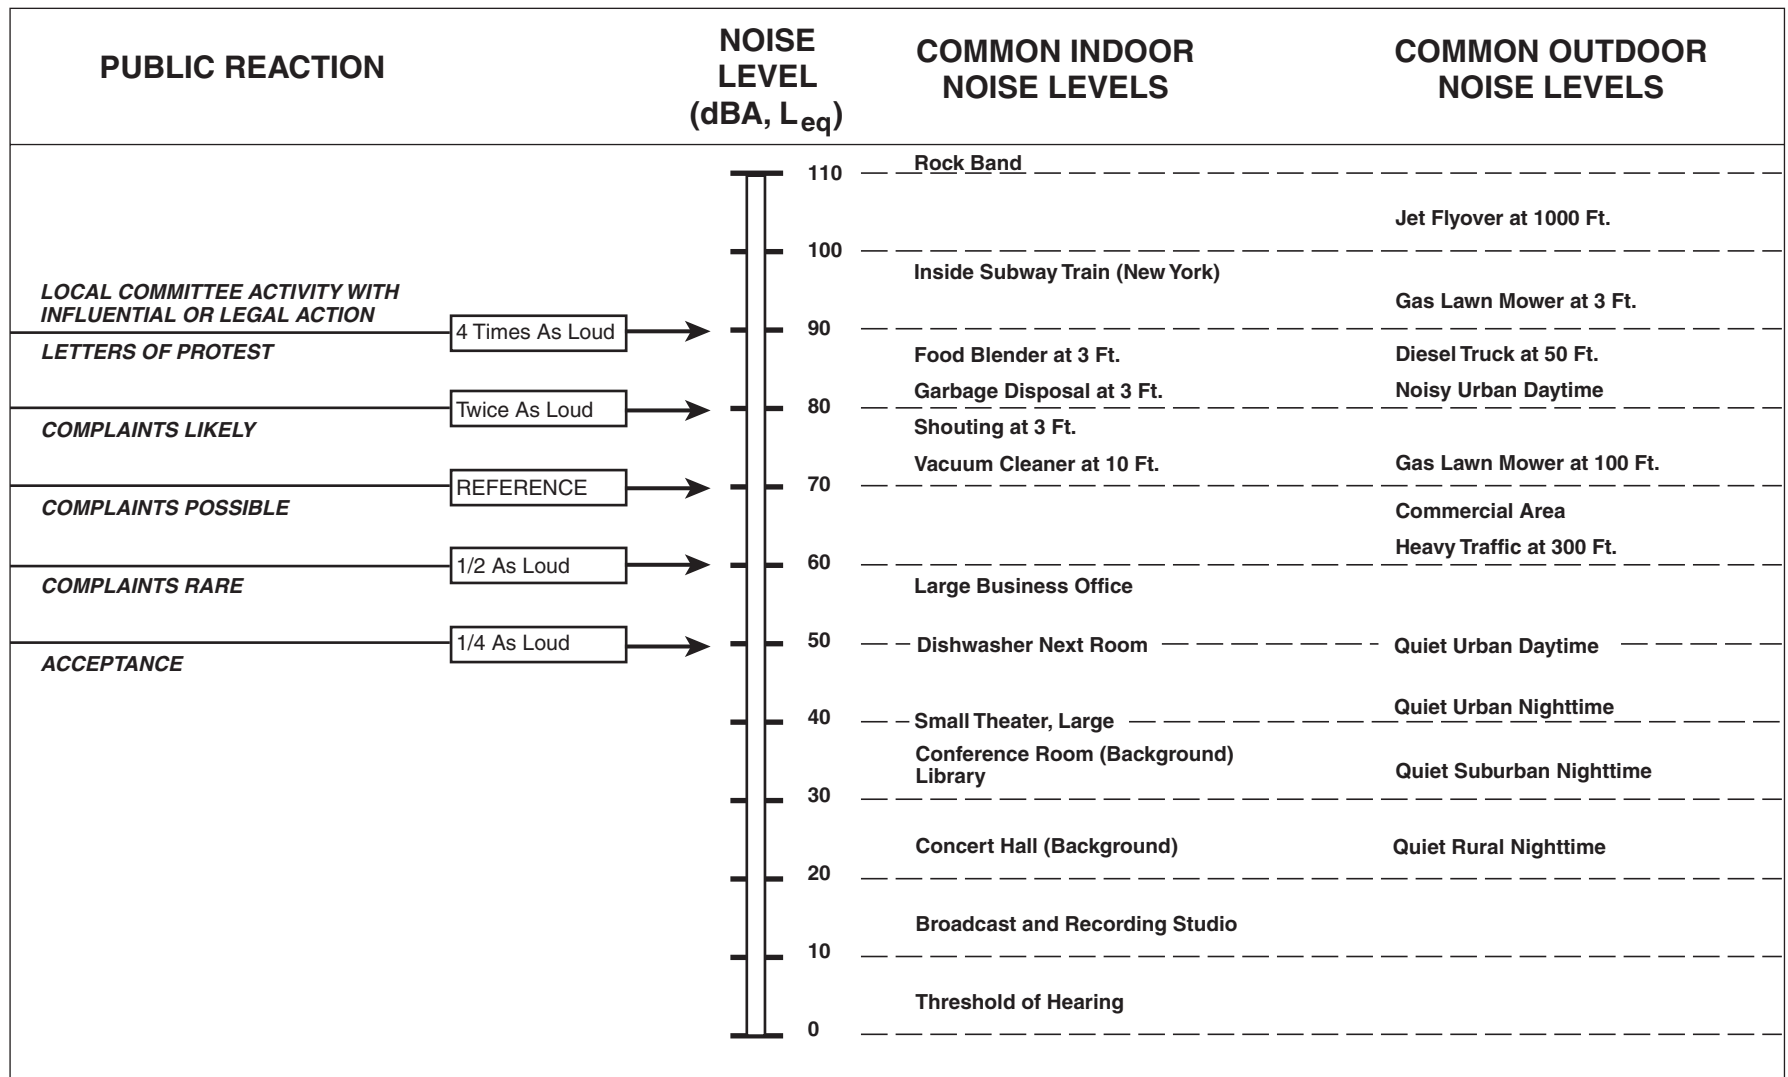 PUBLIC REACTION
NOISE
LEVEL
(dBA, Leq)
COMMON INDOOR
NOISE LEVELS
COMMON OUTDOOR
NOISE LEVELS
LOCAL COMMITTEE ACTIVITY WITH
INFLUENTIAL OR LEGAL ACTION
LETTERS OF PROTEST
COMPLAINTS LIKELY
COMPLAINTS POSSIBLE
COMPLAINTS RARE
ACCEPTANCE
4 Times As Loud
Twice As Loud
REFERENCE
1/2 As Loud
1/4 As Loud
110
100
90
80
70
60
50
40
30
20
10
0
Rock Band
Inside Subway Train (New York)
Food Blender at 3 Ft.
Garbage Disposal at 3 Ft.
Shouting at 3 Ft.
Vacuum Cleaner at 10 Ft.
Large Business Office
Dishwasher Next Room
Small Theater, Large
Conference Room (Background)
Library
Concert Hall (Background)
Broadcast and Recording Studio
Threshold of Hearing
Jet Flyover at 1000 Ft.
Gas Lawn Mower at 3 Ft.
Diesel Truck at 50 Ft.
Noisy Urban Daytime
Gas Lawn Mower at 100 Ft.
Commercial Area
Heavy Traffic at 300 Ft.
Quiet Urban Daytime
Quiet Urban Nighttime
Quiet Suburban Nighttime
Quiet Rural Nighttime